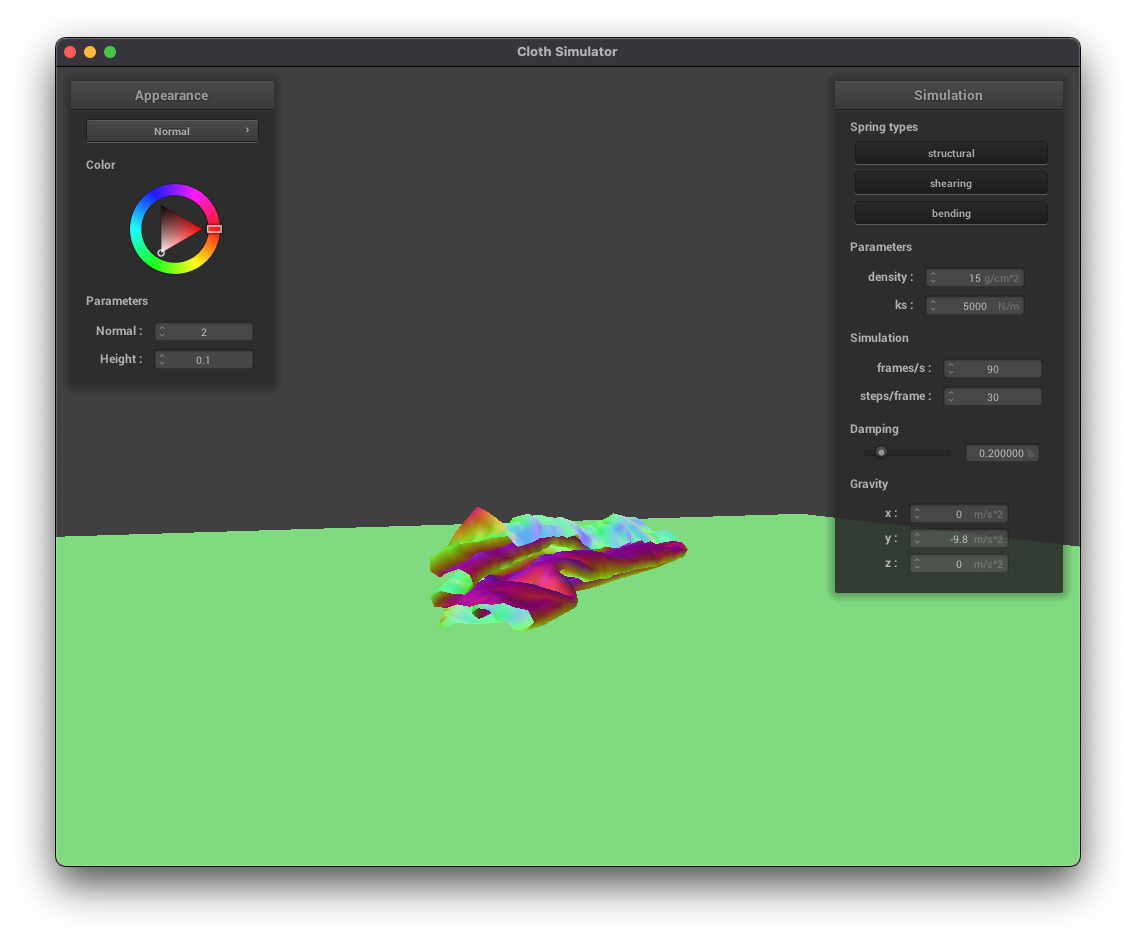 Cloth Simulator
Appearance
Normal
Color
Parameters
Normal : 2
Height : 0.1
Simulation
Spring types
structural
shearing
bending
Parameters
density : 15 g/cm^2
ks : 5000 N/m
Simulation
frames/s : 90
steps/frame : 30
Damping
0.200000 %
Gravity
x : 0 m/s^2
y : -9.8 m/s^2
z : 0 m/s^2